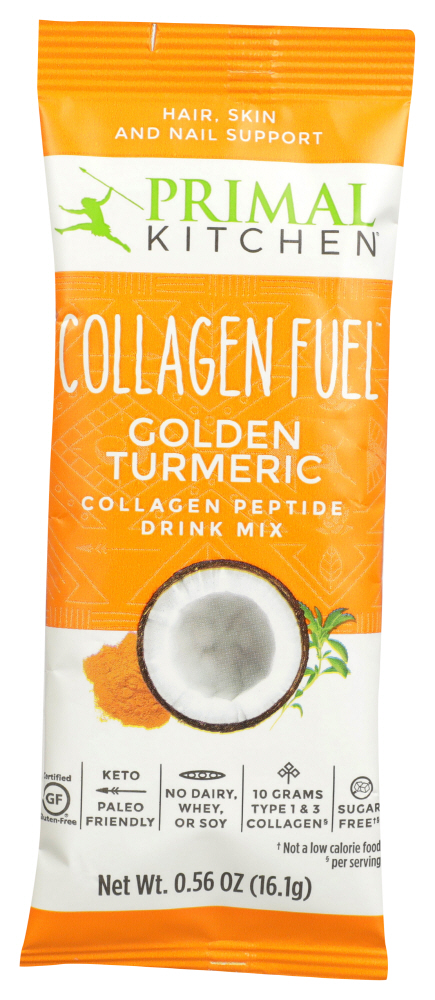 HAIR, SKIN
AND NAIL SUPPORT
PRIMAL
KITCHEN
COLLAGEN FUEL™
GOLDEN
TURMERIC
COLLAGEN PEPTIDE
DRINK MIX
Certified
GF
Gluten-Free
KETO
PALEO
FRIENDLY
NO DAIRY,
WHEY,
OR SOY
10 GRAMS
TYPE 1 & 3
COLLAGEN§
SUGAR
FREE
† Not a low calorie food
§ per serving
Net Wt. 0.56 OZ (16.1g)